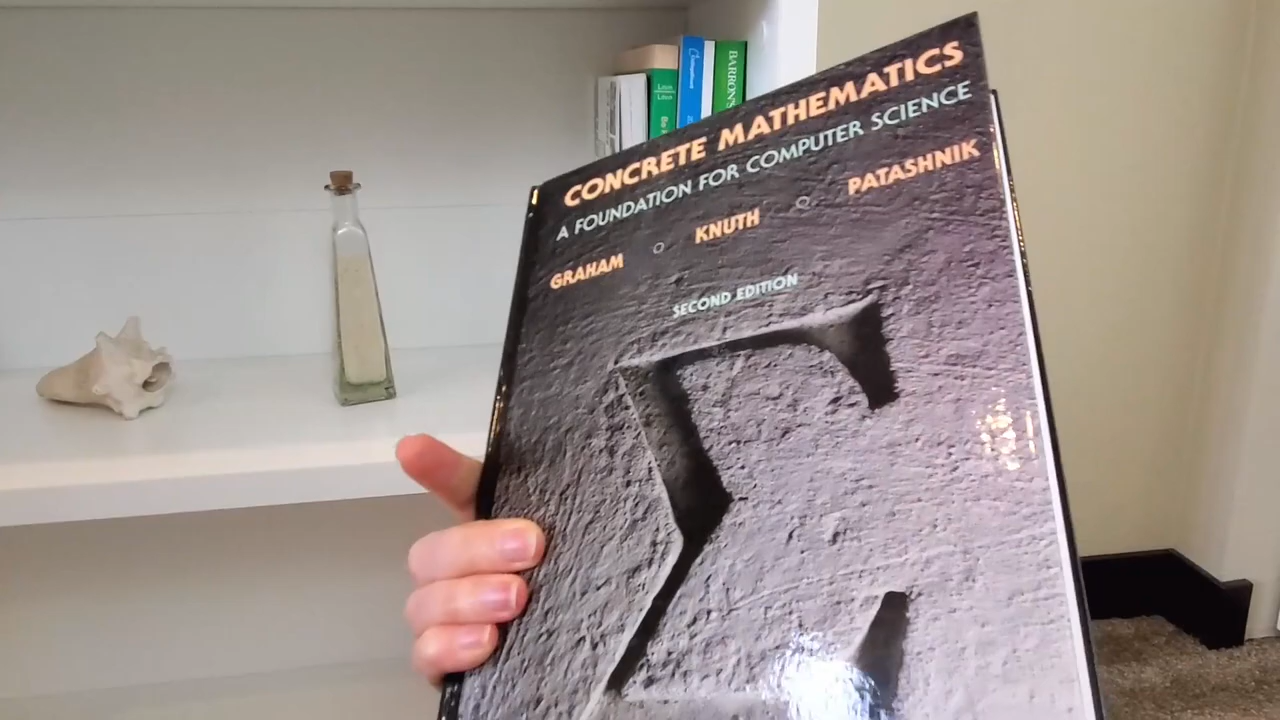 CONCRETE MATHEMATICS
A FOUNDATION FOR COMPUTER SCIENCE
GRAHAM ○ KNUTH ○ PATASHNIK
SECOND EDITION
BARRON'S